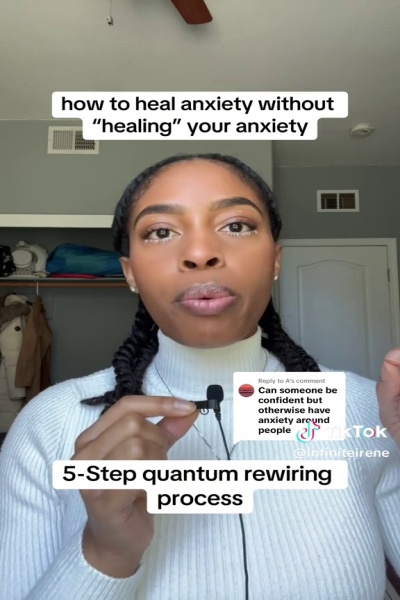 how to heal anxiety without
“healing” your anxiety
Reply to A's comment
Can someone be
confident but
otherwise have
anxiety around
people
TikTok
@infiniteirene
5-Step quantum rewiring
process